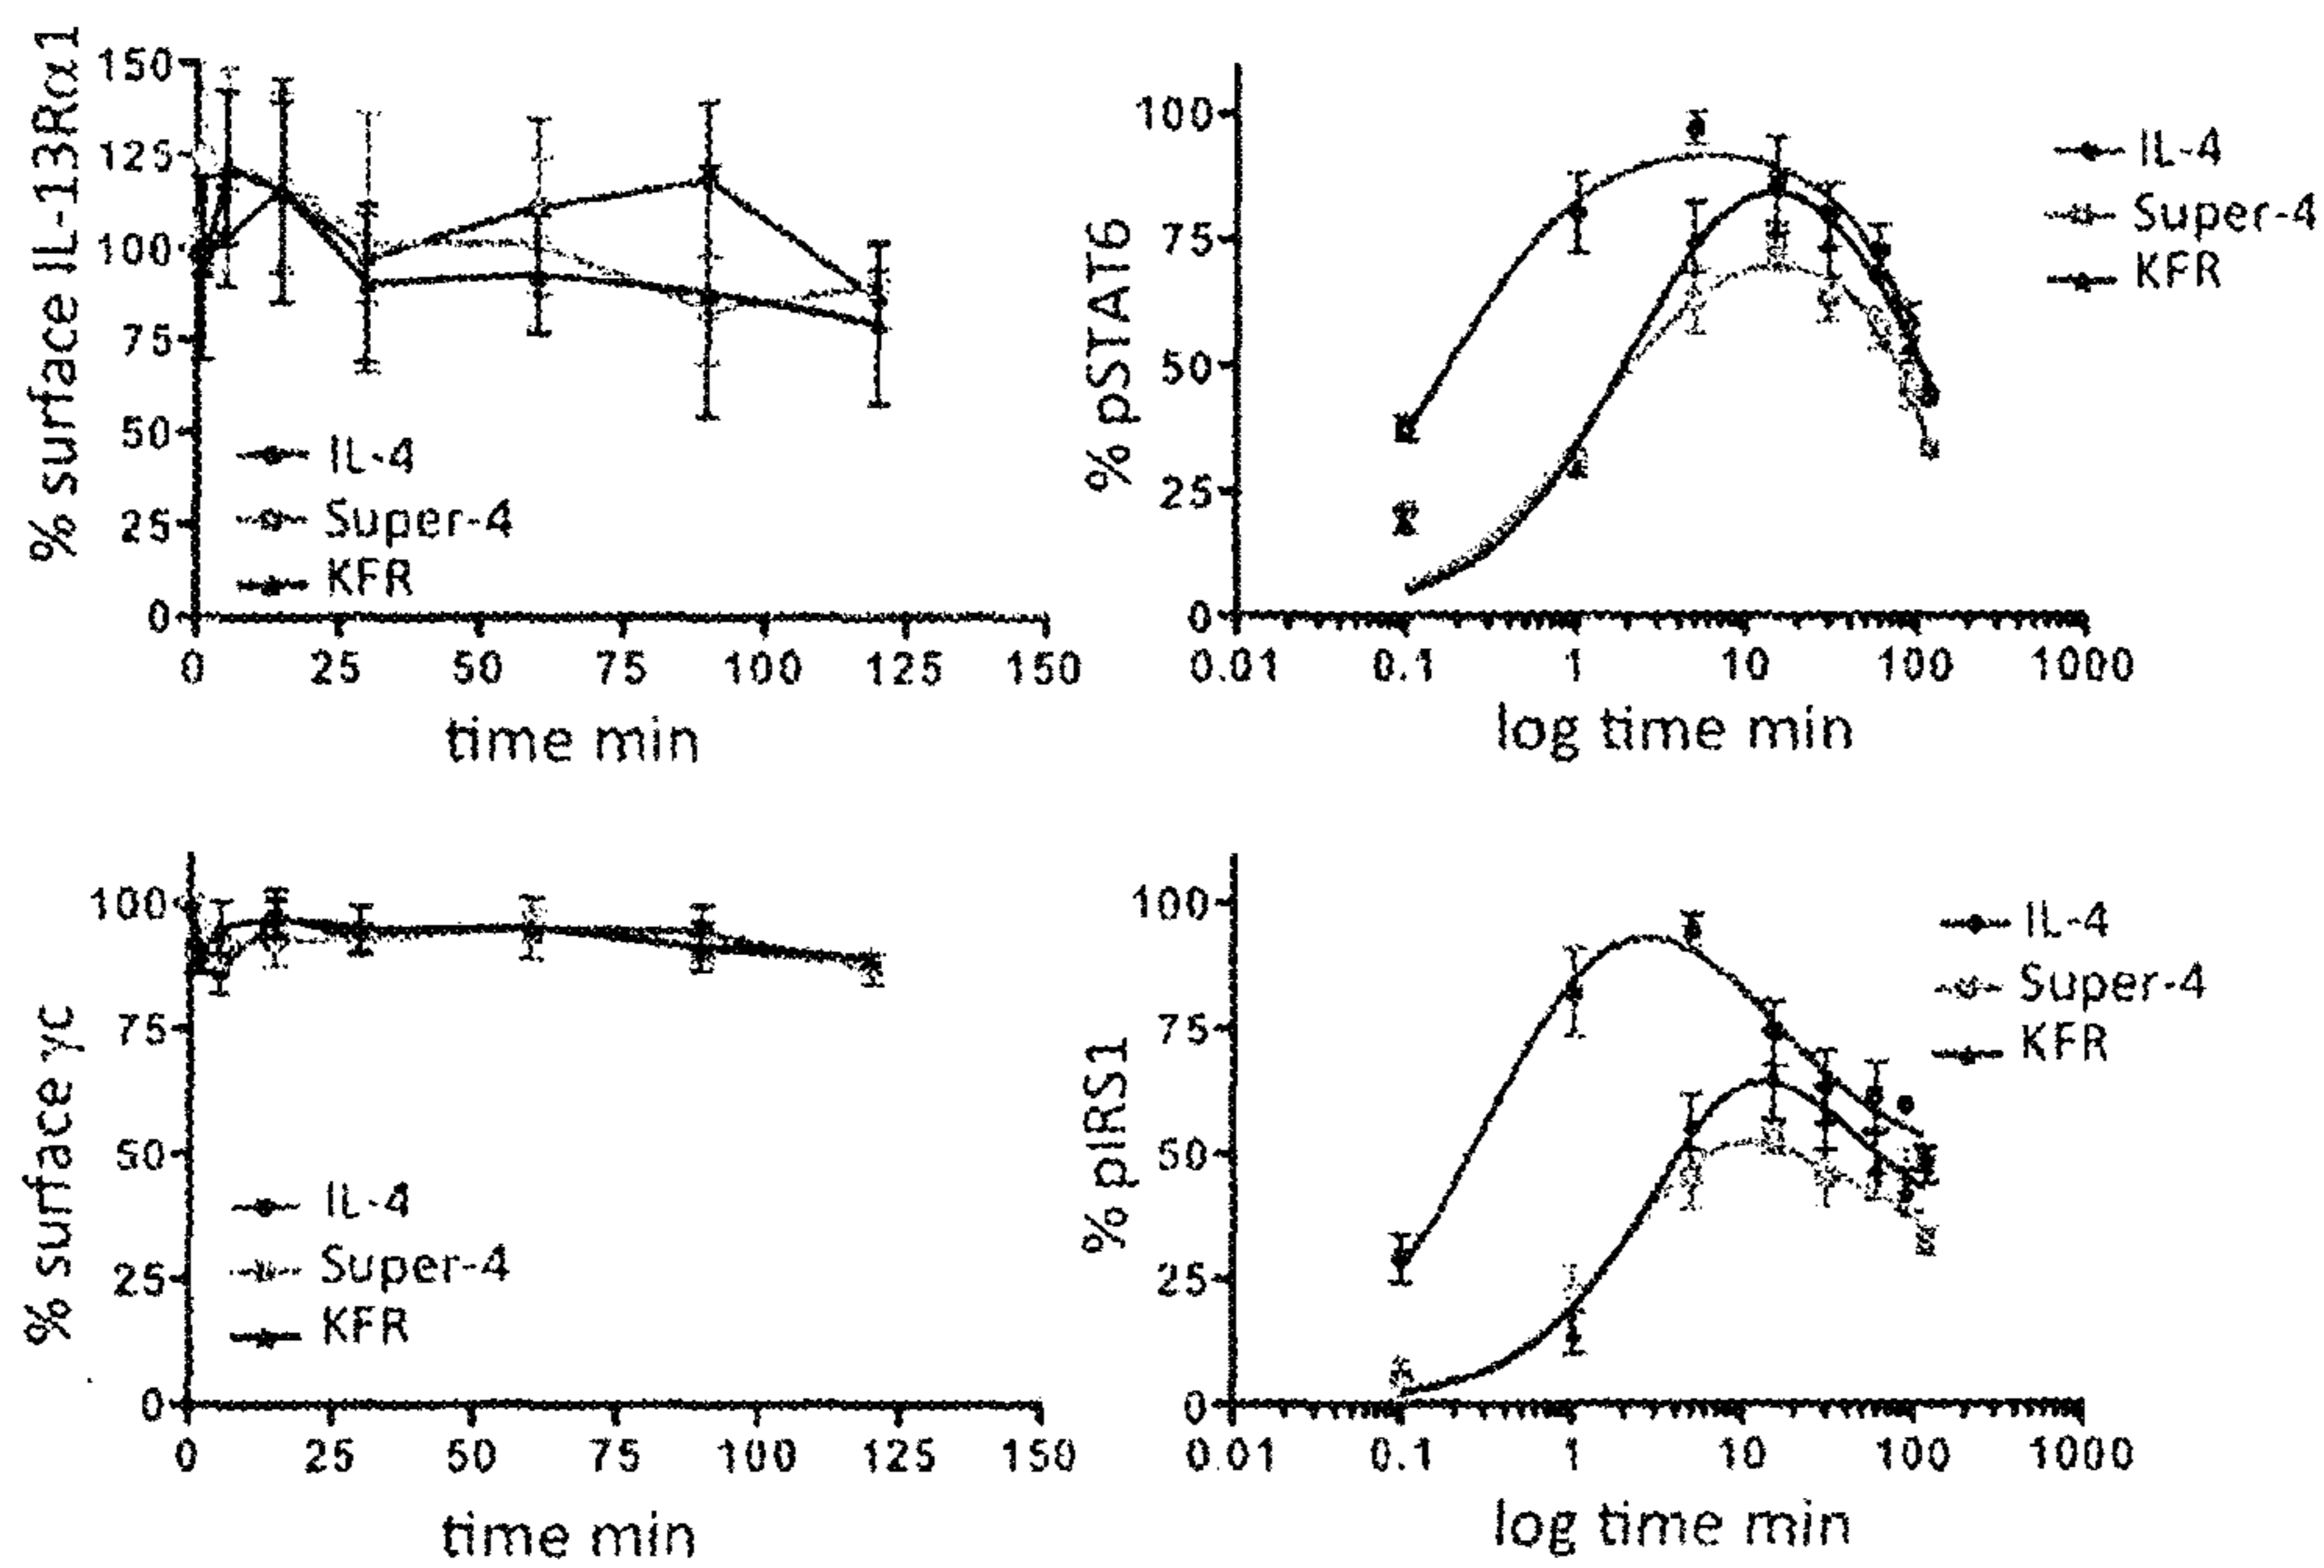 % surface IL-13Rα1
150
125
100
75
50
25
0
IL-4
Super-4
KFR
0 25 50 75 100 125 150
time min
% pSTAT6
100
75
50
25
0
IL-4
Super-4
KFR
0.01 0.1 1 10 100 1000
log time min
% surface γc
100
75
50
25
0
IL-4
Super-4
KFR
0 25 50 75 100 125 150
time min
% pIRS1
100
75
50
25
0
IL-4
Super-4
KFR
0.01 0.1 1 10 100 1000
log time min